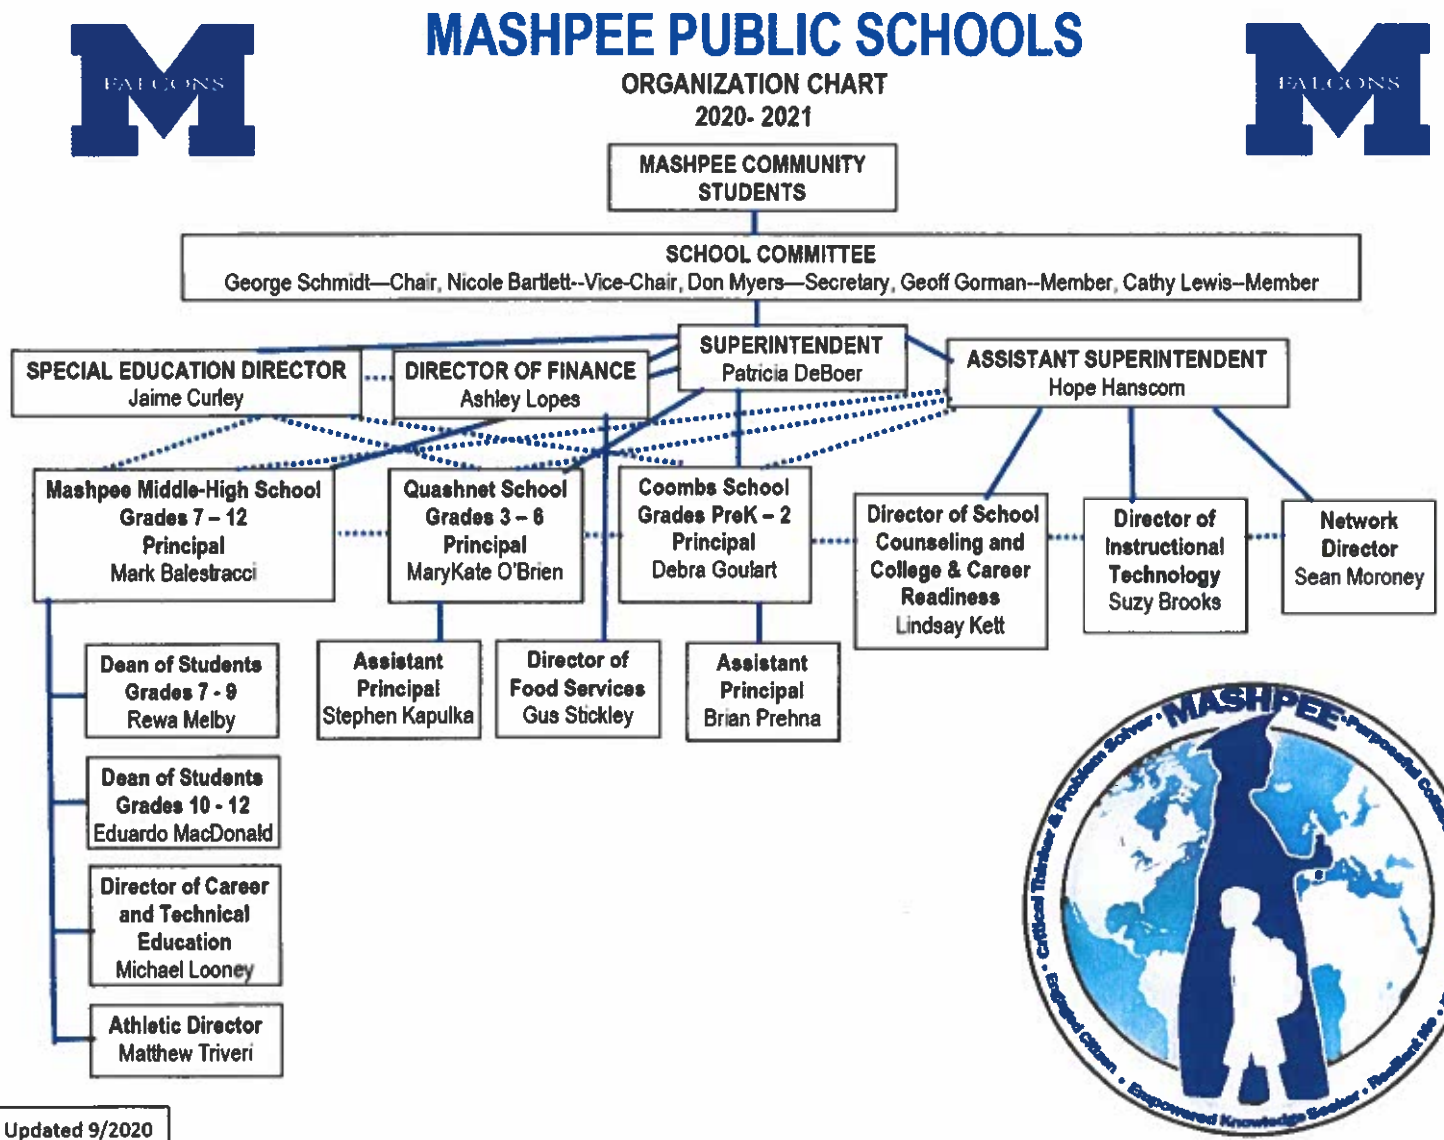 MASHPEE PUBLIC SCHOOLS
FALCONS
FALCONS
ORGANIZATION CHART
2020- 2021
MASHPEE COMMUNITY
STUDENTS
SCHOOL COMMITTEE
George Schmidt—Chair, Nicole Bartlett--Vice-Chair, Don Myers—Secretary, Geoff Gorman--Member, Cathy Lewis--Member
SUPERINTENDENT
Patricia DeBoer
SPECIAL EDUCATION DIRECTOR
Jaime Curley
DIRECTOR OF FINANCE
Ashley Lopes
ASSISTANT SUPERINTENDENT
Hope Hanscom
Mashpee Middle-High School
Grades 7 – 12
Principal
Mark Balestracci
Quashnet School
Grades 3 – 6
Principal
MaryKate O'Brien
Coombs School
Grades PreK – 2
Principal
Debra Goulart
Director of School
Counseling and
College & Career
Readiness
Lindsay Kett
Director of
Instructional
Technology
Suzy Brooks
Network
Director
Sean Moroney
Dean of Students
Grades 7 - 9
Rewa Melby
Assistant
Principal
Stephen Kapulka
Director of
Food Services
Gus Stickley
Assistant
Principal
Brian Prehna
Dean of Students
Grades 10 - 12
Eduardo MacDonald
Director of Career
and Technical
Education
Michael Looney
Athletic Director
Matthew Triveri
MASHPEE
Purposeful
Critical Thinker & Problem Solver
Engaged Citizen • Empowered Knowledge Seeker • Resilient Me
Updated 9/2020